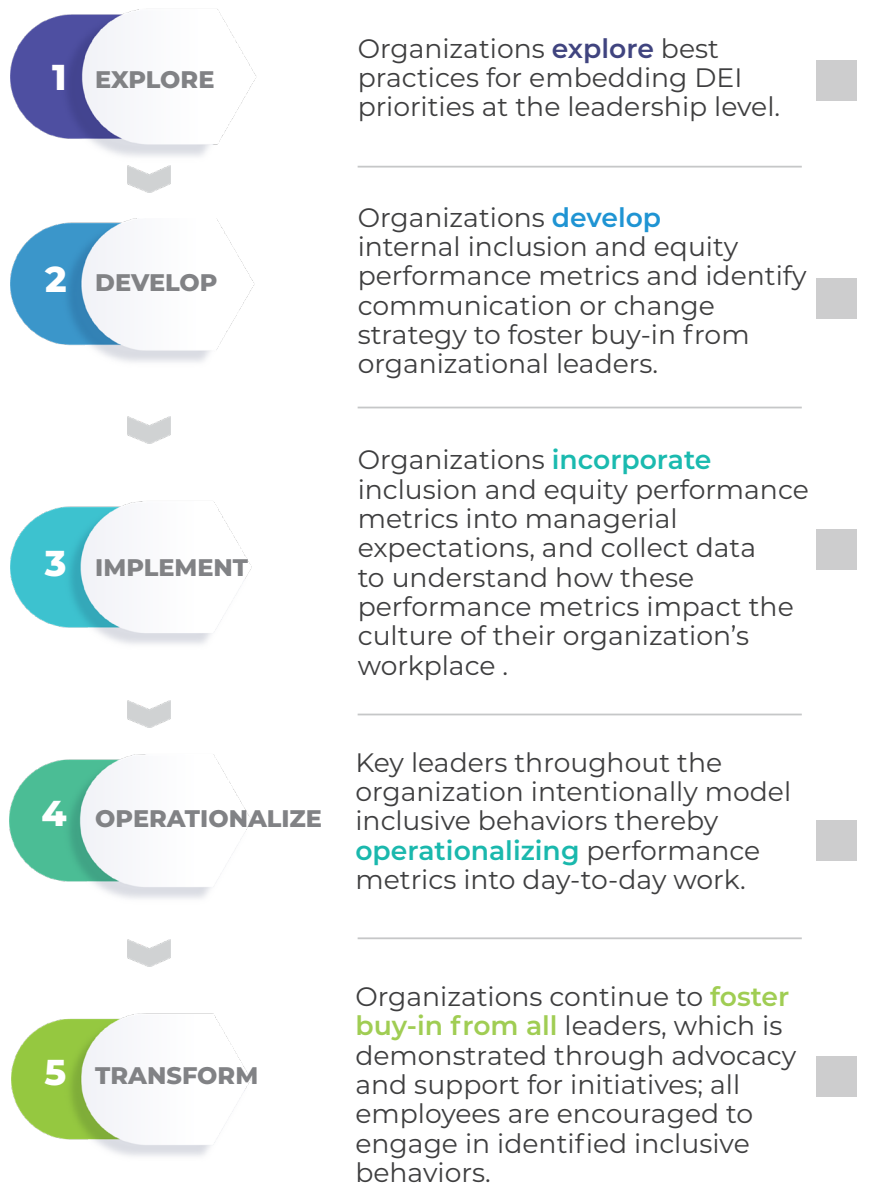 1 EXPLORE
Organizations explore best
practices for embedding DEI
priorities at the leadership level.
2 DEVELOP
Organizations develop
internal inclusion and equity
performance metrics and identify
communication or change
strategy to foster buy-in from
organizational leaders.
3 IMPLEMENT
Organizations incorporate
inclusion and equity performance
metrics into managerial
expectations, and collect data
to understand how these
performance metrics impact the
culture of their organization’s
workplace .
4 OPERATIONALIZE
Key leaders throughout the
organization intentionally model
inclusive behaviors thereby
operationalizing performance
metrics into day-to-day work.
5 TRANSFORM
Organizations continue to foster
buy-in from all leaders, which is
demonstrated through advocacy
and support for initiatives; all
employees are encouraged to
engage in identified inclusive
behaviors.